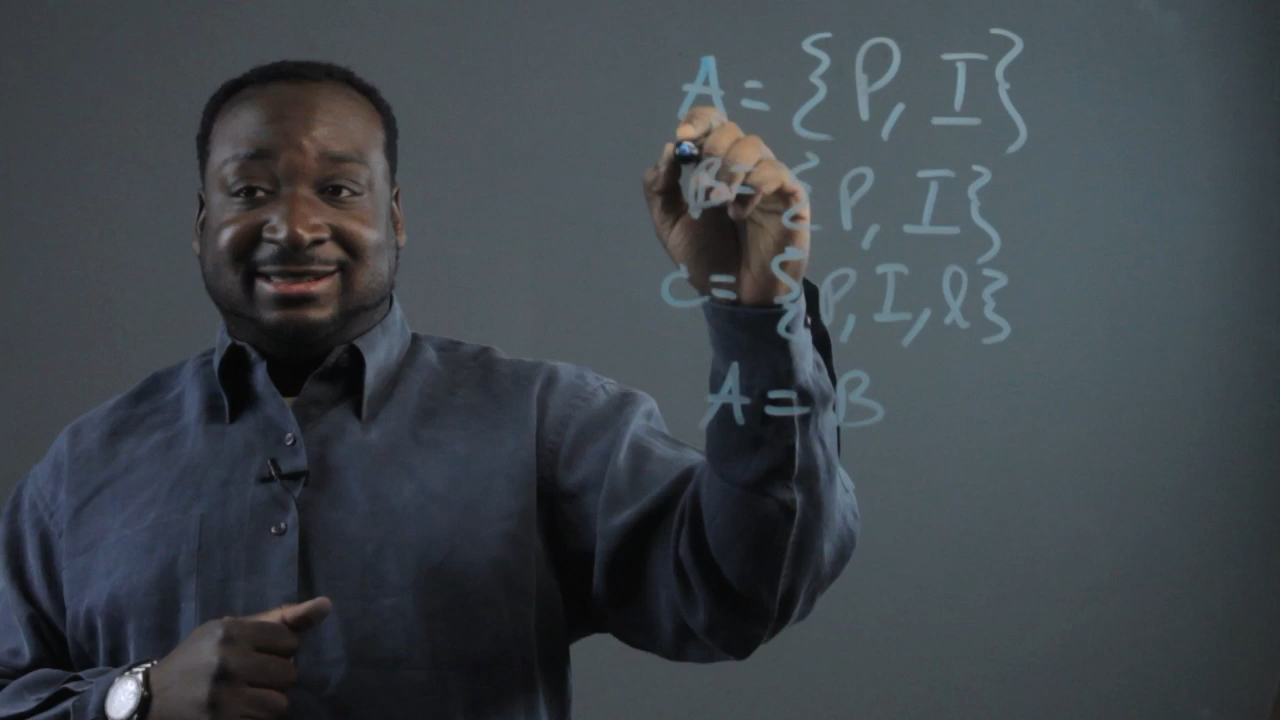 A = {P, I}
B = {P, I}
C = {P, I, l}
A = B